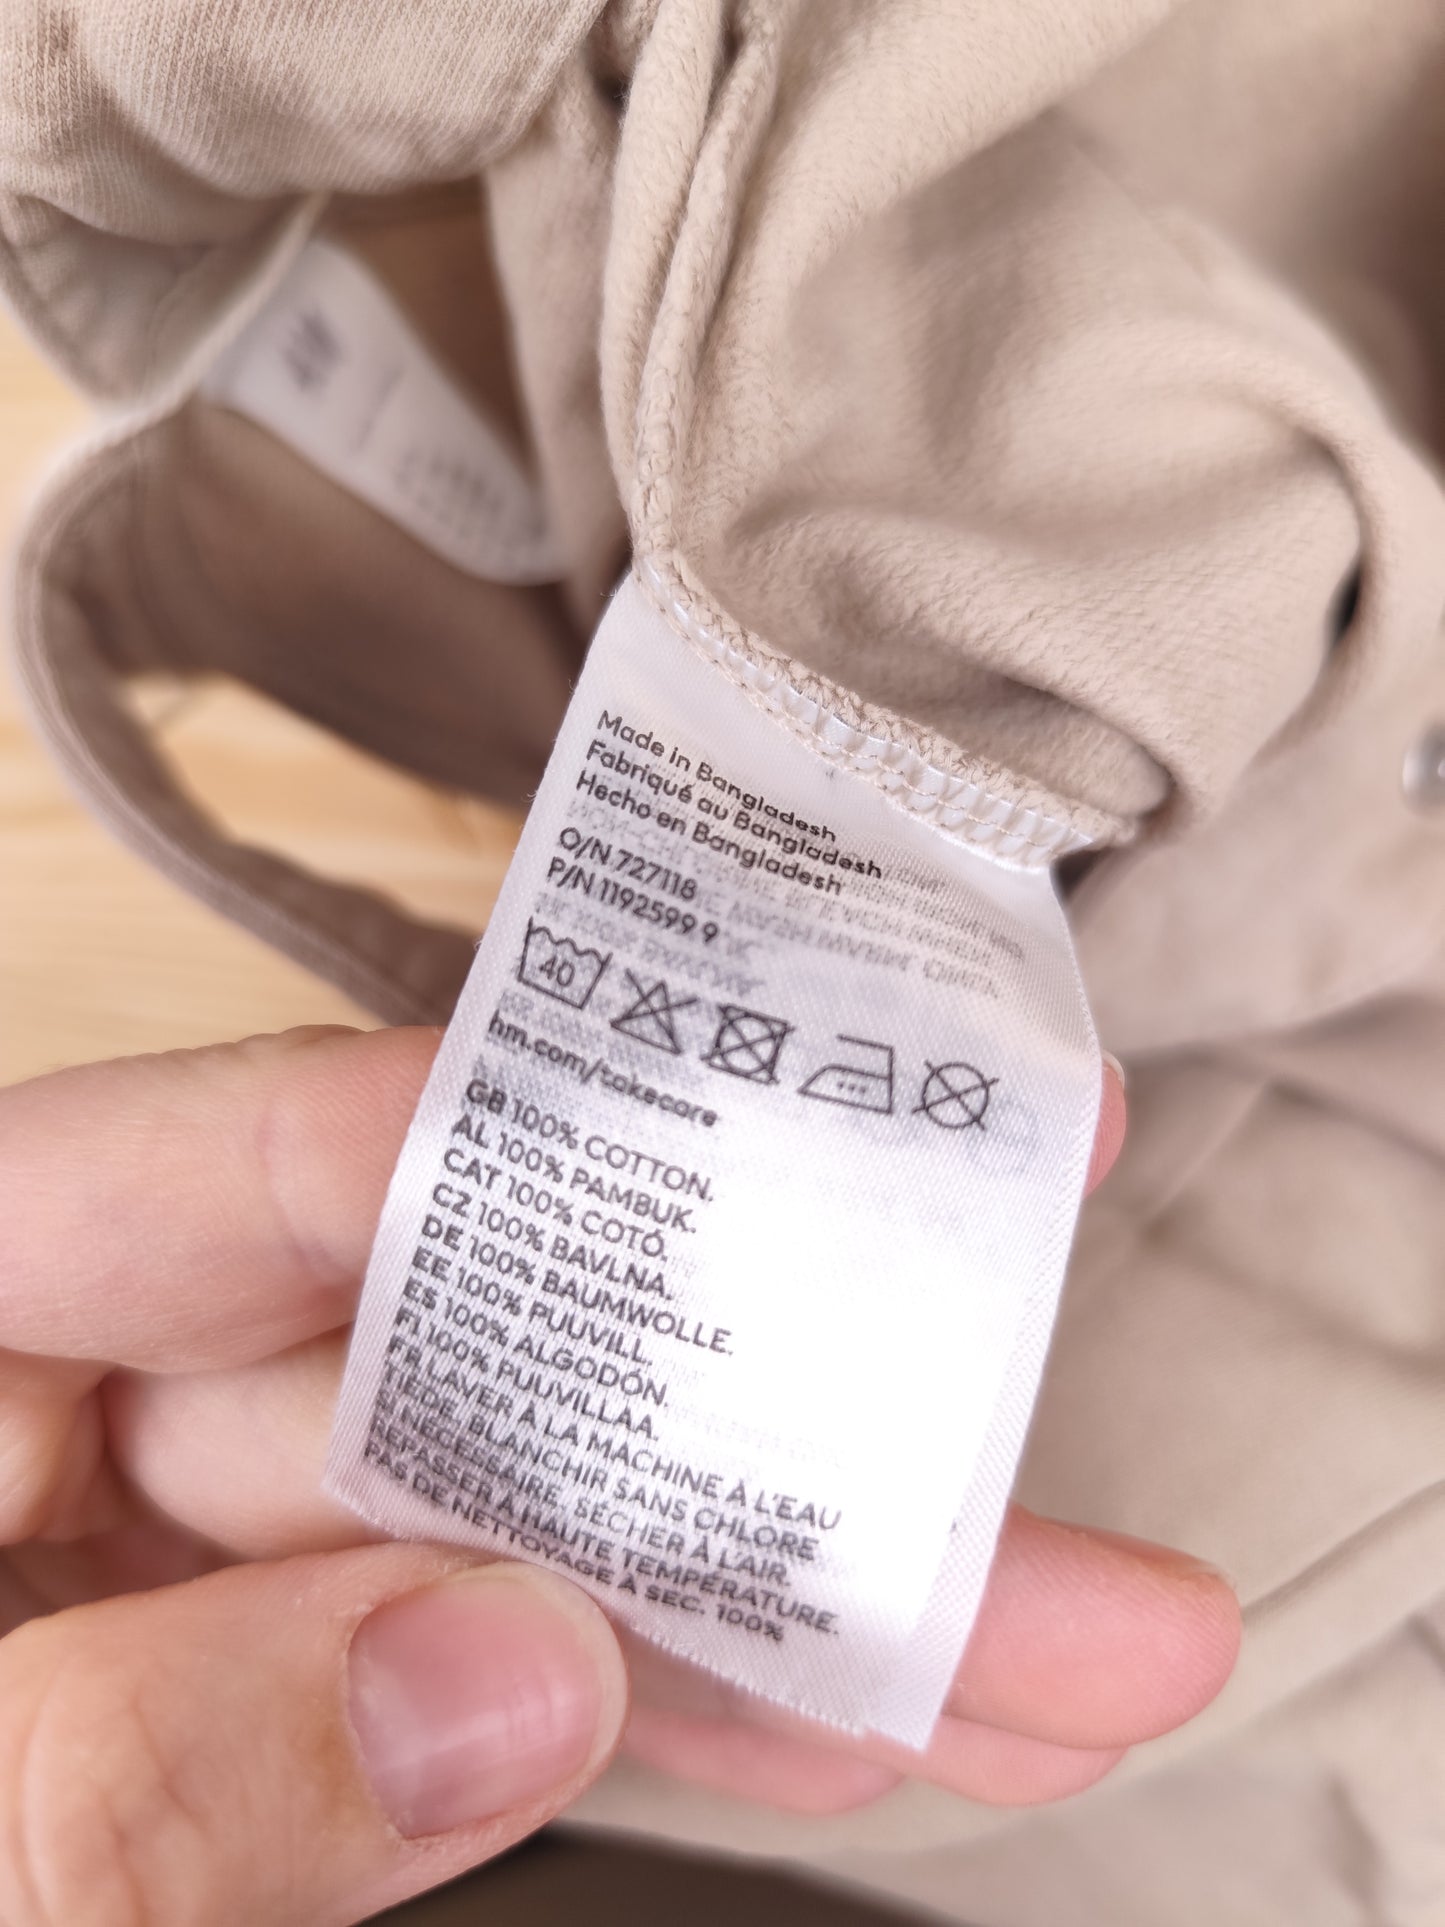 Made in Bangladesh
Fabriqué au Bangladesh
Hecho en Bangladesh
O/N 727118
P/N 1192599 9
40
hm.com/takecare
GB 100% COTTON.
AL 100% PAMBUK.
CAT 100% COTÓ.
CZ 100% BAVLNA.
DE 100% BAUMWOLLE.
EE 100% PUUVILL.
ES 100% ALGODÓN.
FI 100% PUUVILLAA.
FR LAVER À LA MACHINE À L'EAU
TIÈDE, BLANCHIR SANS CHLORE
SI NÉCESSAIRE, SÉCHER À L'AIR.
REPASSER À HAUTE TEMPÉRATURE.
PAS DE NETTOYAGE À SEC. 100%